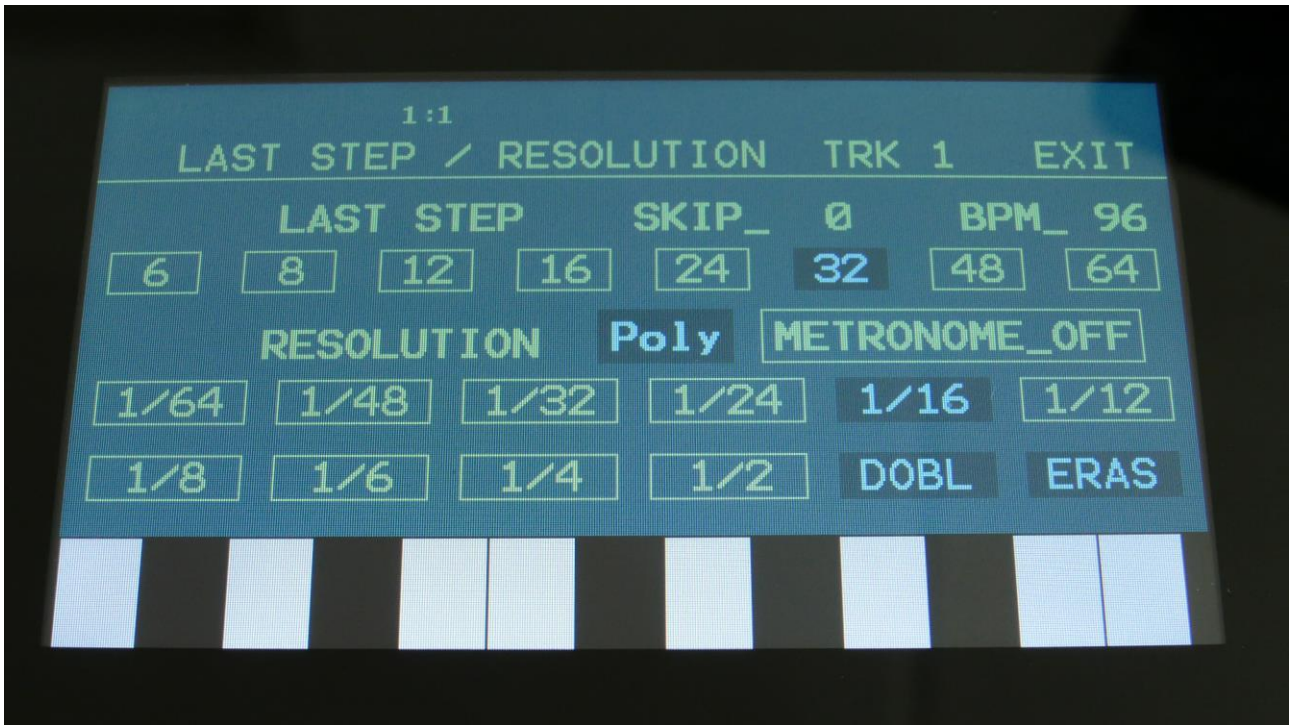 1:1
LAST STEP / RESOLUTION TRK 1 EXIT
LAST STEP SKIP_ 0 BPM_ 96
6 8 12 16 24 32 48 64
RESOLUTION Poly METRONOME_OFF
1/64 1/48 1/32 1/24 1/16 1/12
1/8 1/6 1/4 1/2 DOBL ERAS